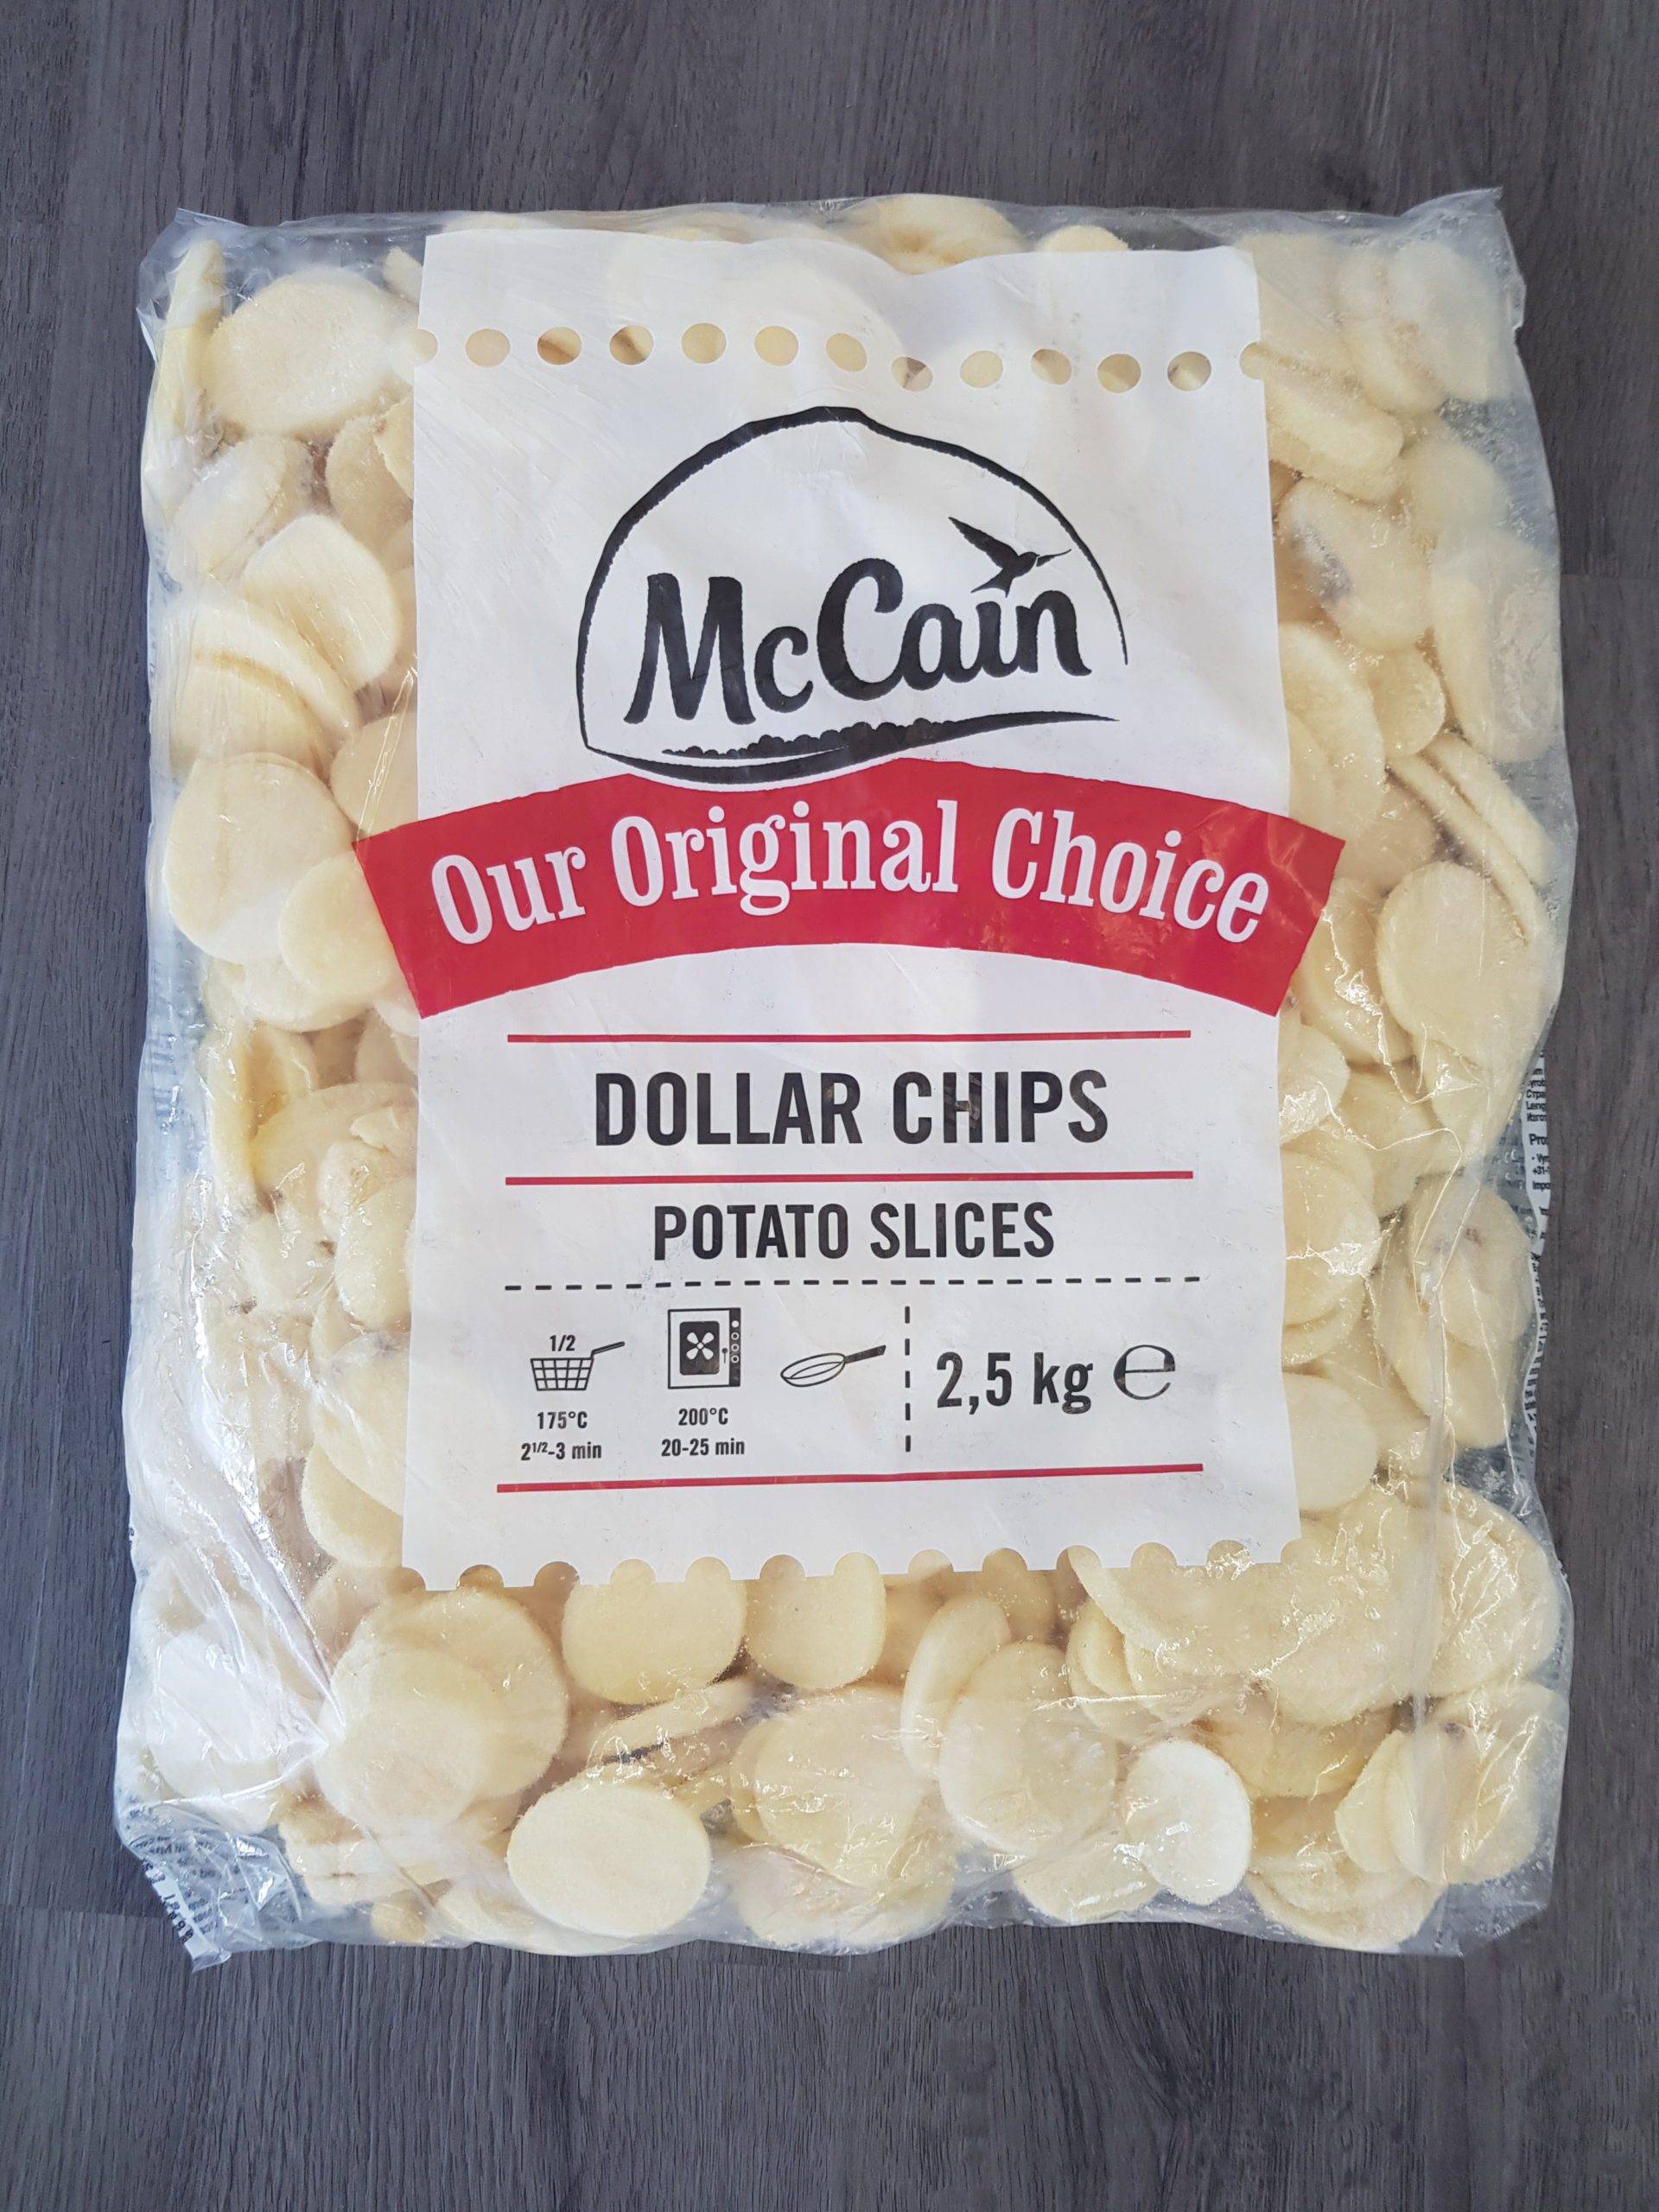 McCain
Our Original Choice
DOLLAR CHIPS
POTATO SLICES
1/2
175°C
2 1/2-3 min
200°C
20-25 min
2,5 kg e